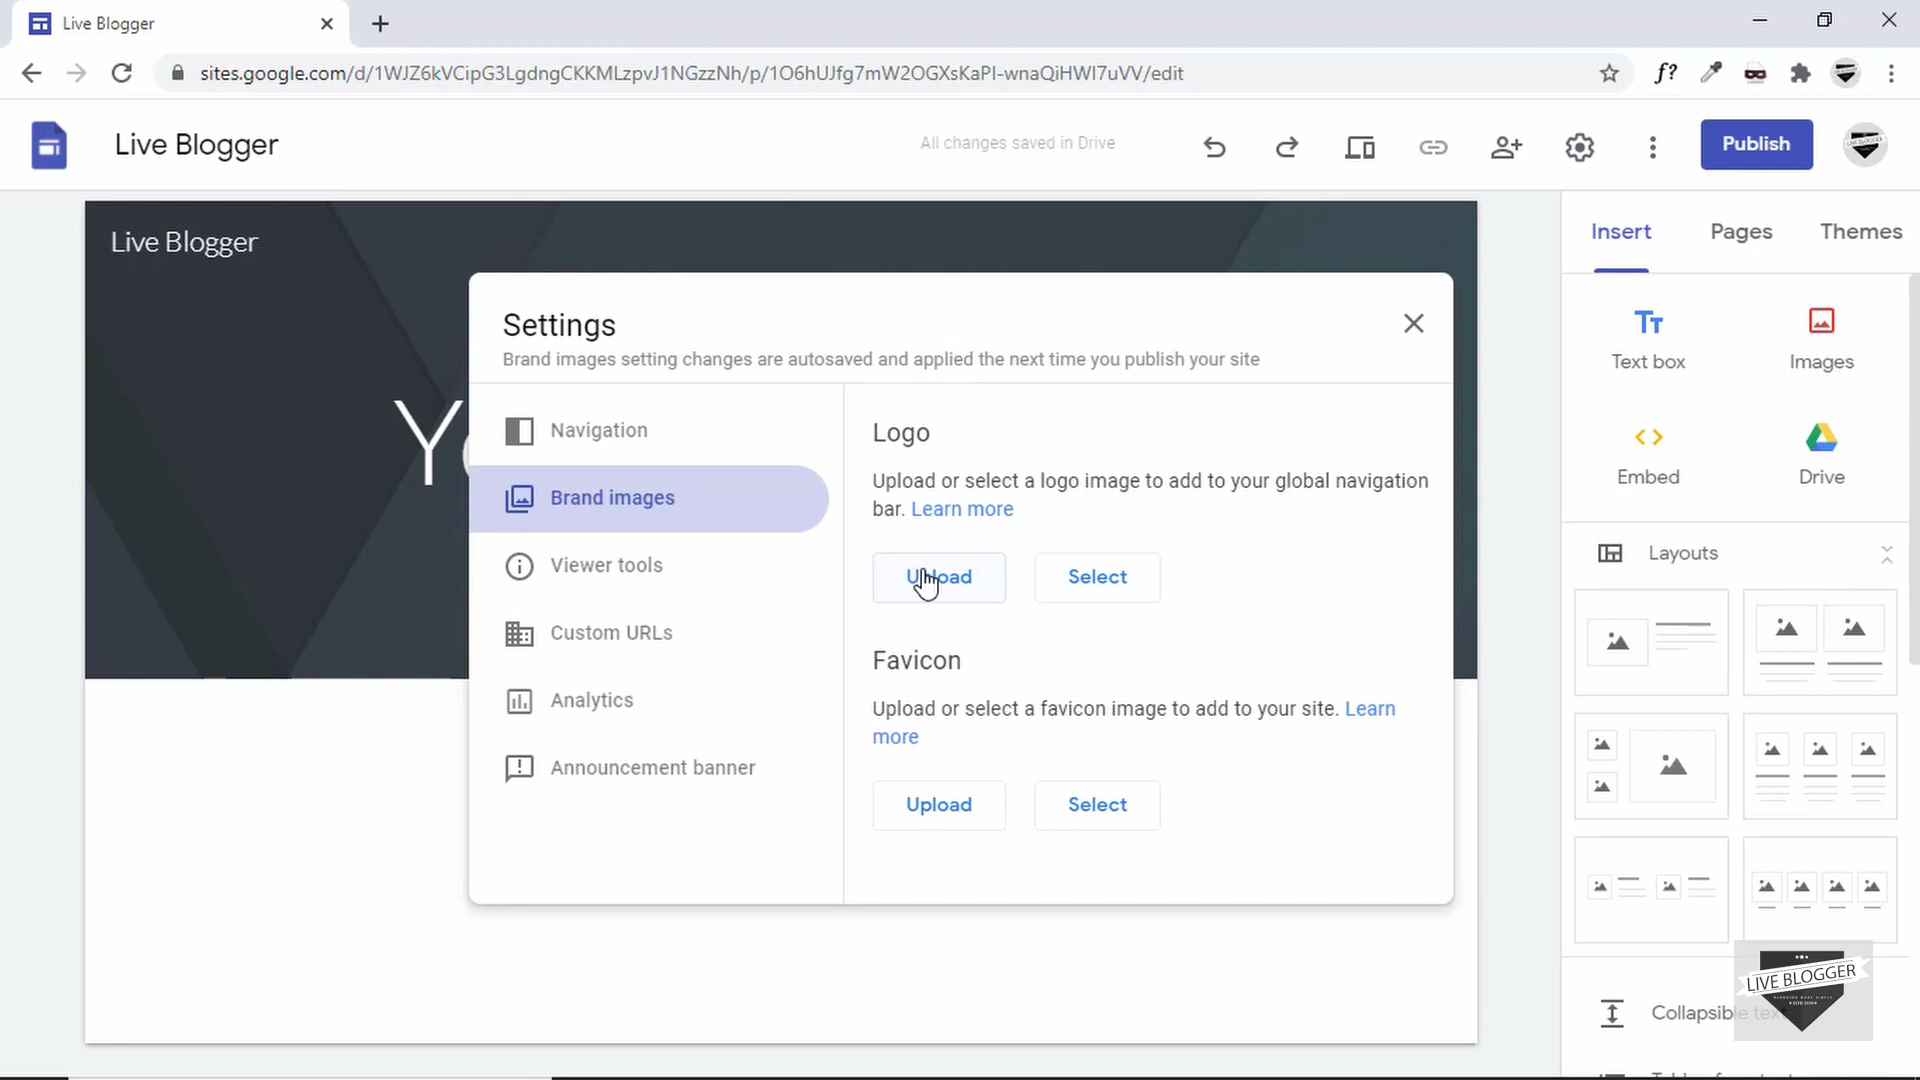 Live Blogger
sites.google.com/d/1WJZ6kVCipG3LgdngCKKMLzpvJ1NGzzNh/p/1O6hUJfg7mW2OGXsKaPI-wnaQiHWI7uVV/edit
f?
Live Blogger
All changes saved in Drive
Publish
Live Blogger
Insert
Pages
Themes
Settings
Brand images setting changes are autosaved and applied the next time you publish your site
Navigation
Brand images
Viewer tools
Custom URLs
Analytics
Announcement banner
Logo
Upload or select a logo image to add to your global navigation
bar. Learn more
Upload
Select
Favicon
Upload or select a favicon image to add to your site. Learn
more
Upload
Select
Tт
Text box
Images
Embed
Drive
Layouts
LIVE BLOGGER
Collapsible text